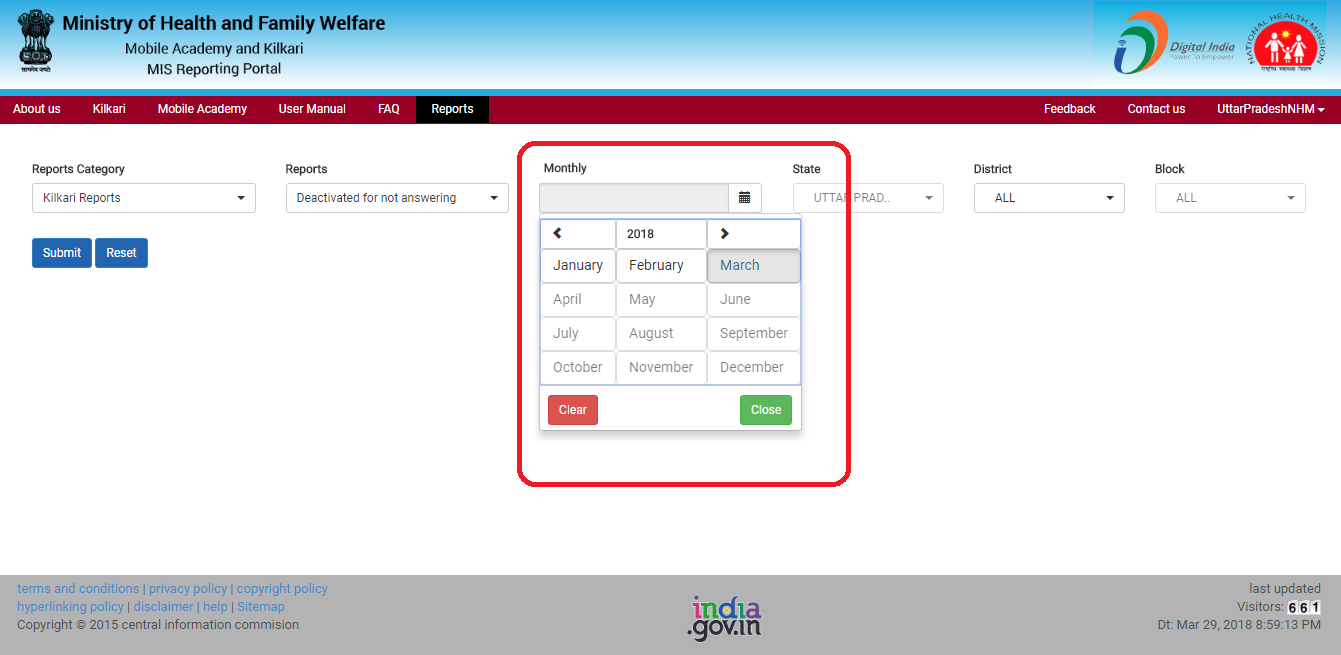 Ministry of Health and Family Welfare
Mobile Academy and Kilkari
MIS Reporting Portal
सत्यमेव जयते
Digital India
Power To Empower
NATIONAL HEALTH MISSION
राष्ट्रीय स्वास्थ्य मिशन
About us Kilkari Mobile Academy User Manual FAQ Reports Feedback Contact us UttarPradeshNHM
Reports Category Reports Monthly State District Block
Kilkari Reports Deactivated for not answering UTTAR PRAD.. ALL ALL
Submit Reset
2018
January February March
April May June
July August September
October November December
Clear Close
terms and conditions | privacy policy | copyright policy
hyperlinking policy | disclaimer | help | Sitemap
Copyright © 2015 central information commision
india
.gov.in
last updated
Visitors: 661
Dt: Mar 29, 2018 8:59:13 PM